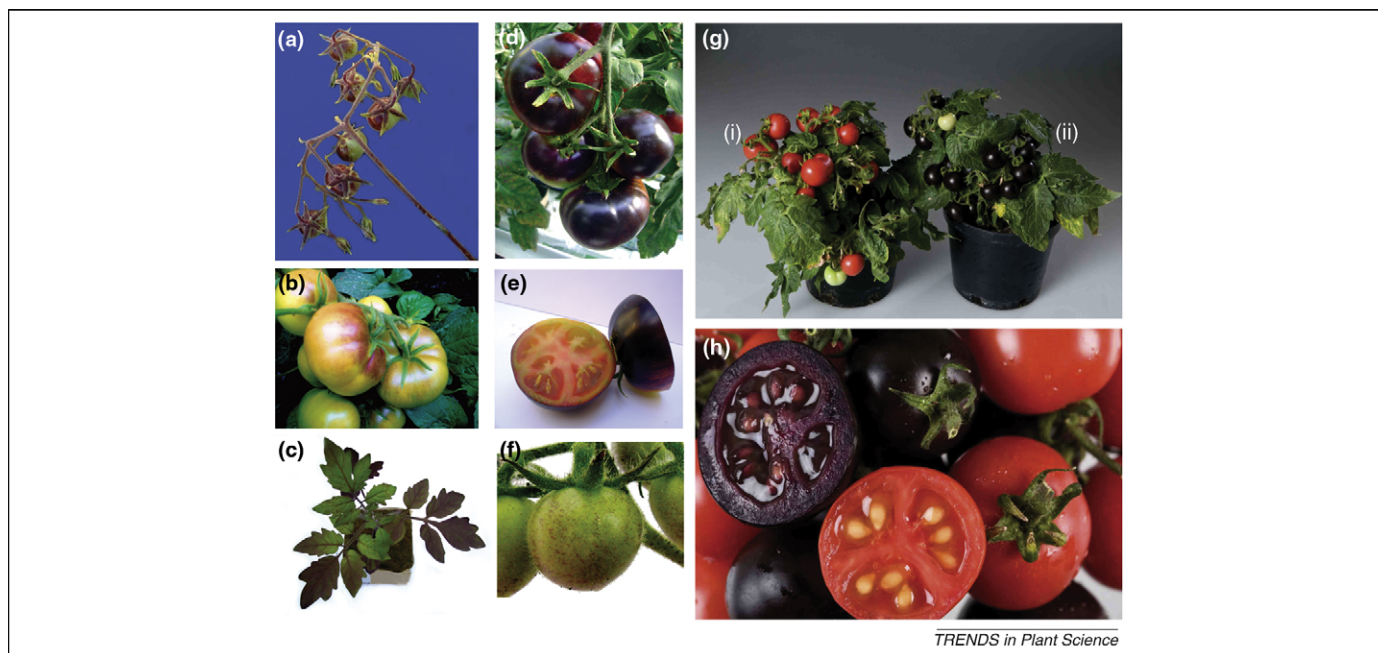 (a)
(d)
(g)
(i)
(ii)
(b)
(e)
(h)
(c)
(f)
TRENDS in Plant Science